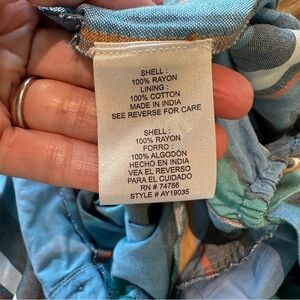 SHELL :
100% RAYON
LINING :
100% COTTON
MADE IN INDIA
SEE REVERSE FOR CARE
SHELL :
100% RAYON
FORRO :
100% ALGODÓN
HECHO EN INDIA
VEA EL REVERSO
PARA EL CUIDADO
RN # 74786
STYLE # AY19035